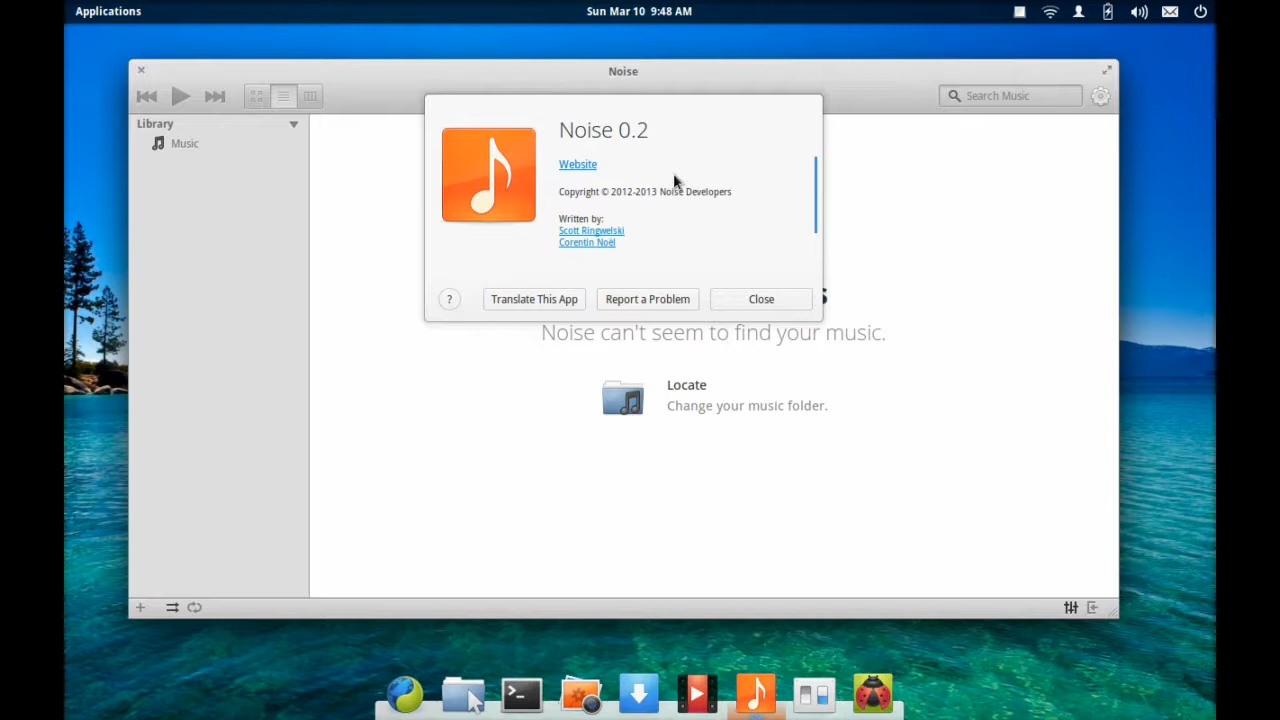 Applications
Sun Mar 10 9:48 AM
Noise
Search Music
Library
Music
Noise 0.2
Website
Copyright © 2012-2013 Noise Developers
Written by:
Scott Ringwelski
Corentin Noël
?
Translate This App
Report a Problem
Close
Noise can't seem to find your music.
Locate
Change your music folder.